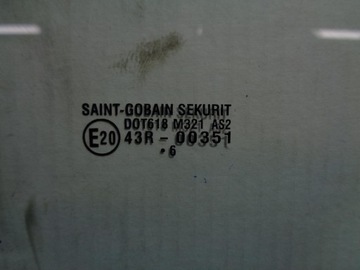 SAINT-GOBAIN SEKURIT
DOT618 M321 AS2
E20 43R - 00351
. 6